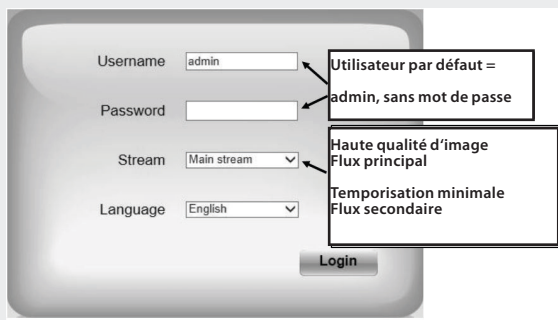 Username admin
Password
Stream Main stream
Language English
Login
Utilisateur par défaut =
admin, sans mot de passe
Haute qualité d'image
Flux principal
Temporisation minimale
Flux secondaire